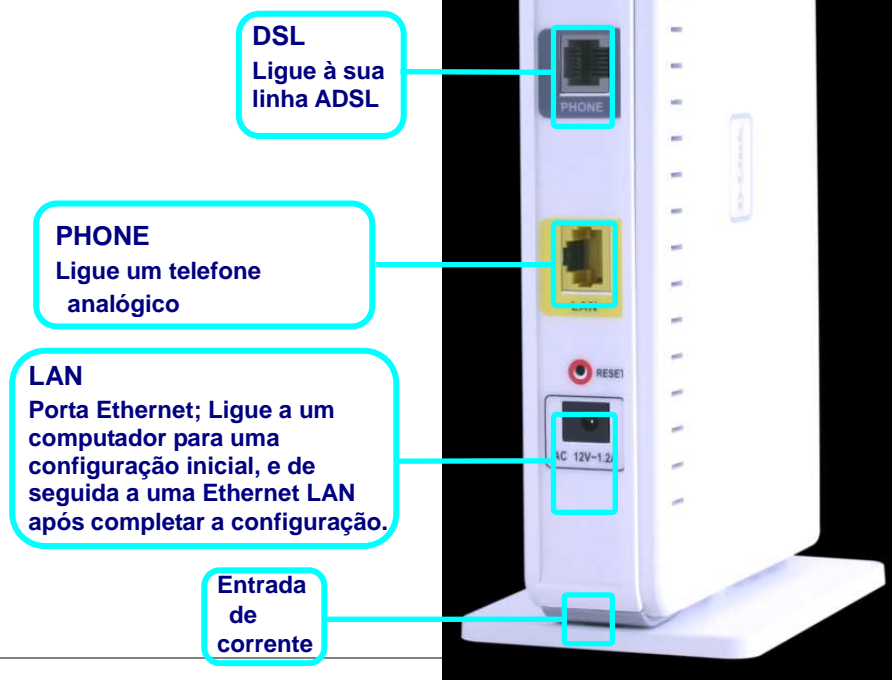 DSL
Ligue à sua
linha ADSL
PHONE
PHONE
Ligue um telefone
analógico
LAN
LAN
Porta Ethernet; Ligue a um
computador para uma
configuração inicial, e de
seguida a uma Ethernet LAN
após completar a configuração.
RESET
AC 12V~1.2A
Entrada
de
corrente